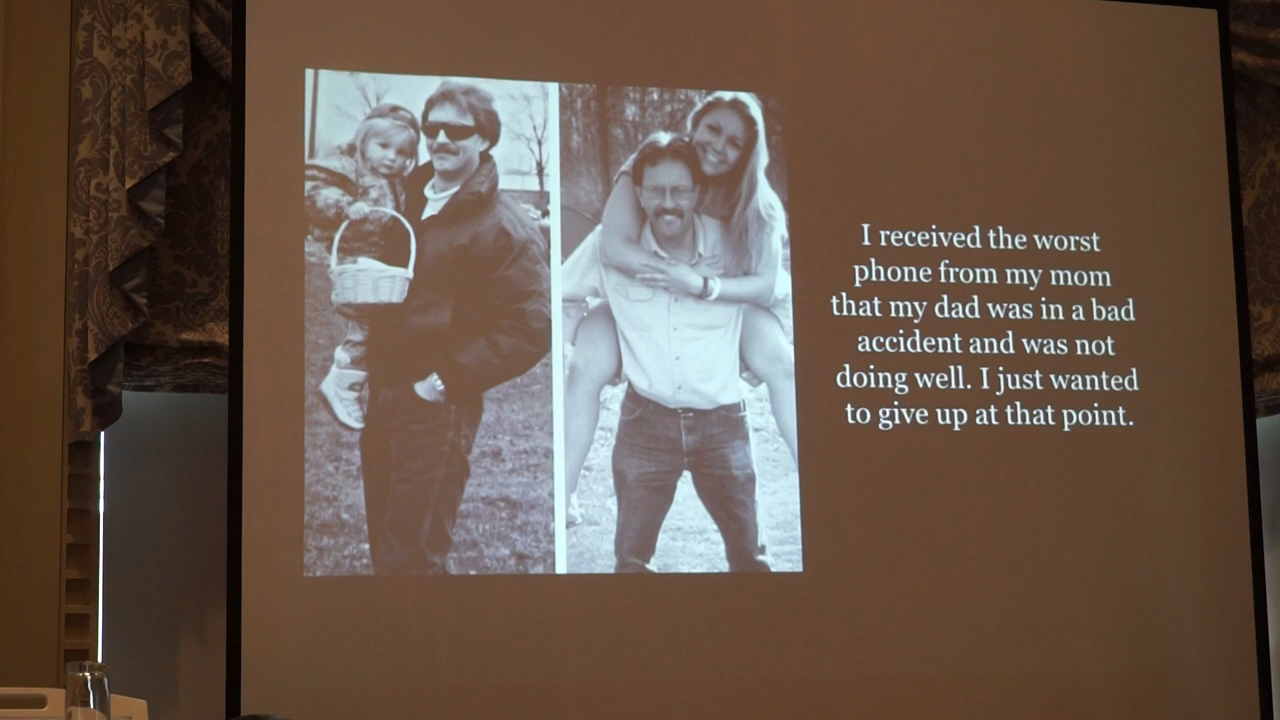 I received the worst
phone from my mom
that my dad was in a bad
accident and was not
doing well. I just wanted
to give up at that point.